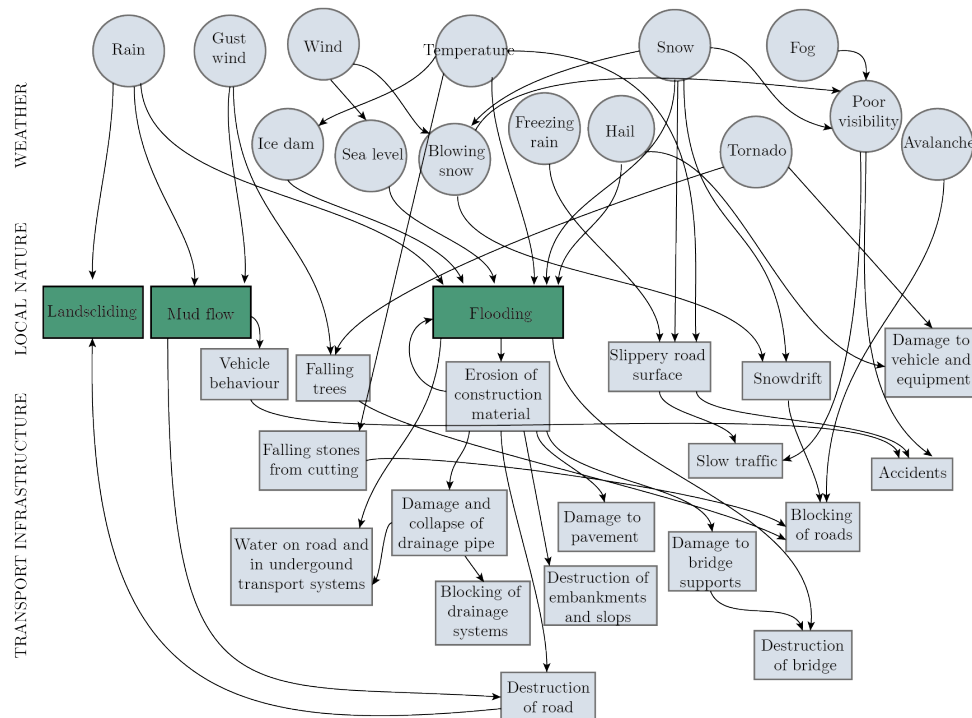 Rain
Gust
wind
Wind
Temperature
Snow
Fog
Ice dam
Sea level
Blowing
snow
Freezing
rain
Hail
Tornado
Poor
visibility
Avalanche
WEATHER
LOCAL NATURE
Landscliding
Mud flow
Flooding
TRANSPORT INFRASTRUCTURE
Vehicle
behaviour
Falling
trees
Erosion of
construction
material
Slippery road
surface
Snowdrift
Damage to
vehicle and
equipment
Falling stones
from cutting
Slow traffic
Accidents
Water on road and
in undergound
transport systems
Damage and
collapse of
drainage pipe
Damage to
pavement
Damage to
bridge
supports
Blocking
of roads
Blocking of
drainage
systems
Destruction of
embankments
and slops
Destruction
of bridge
Destruction
of road